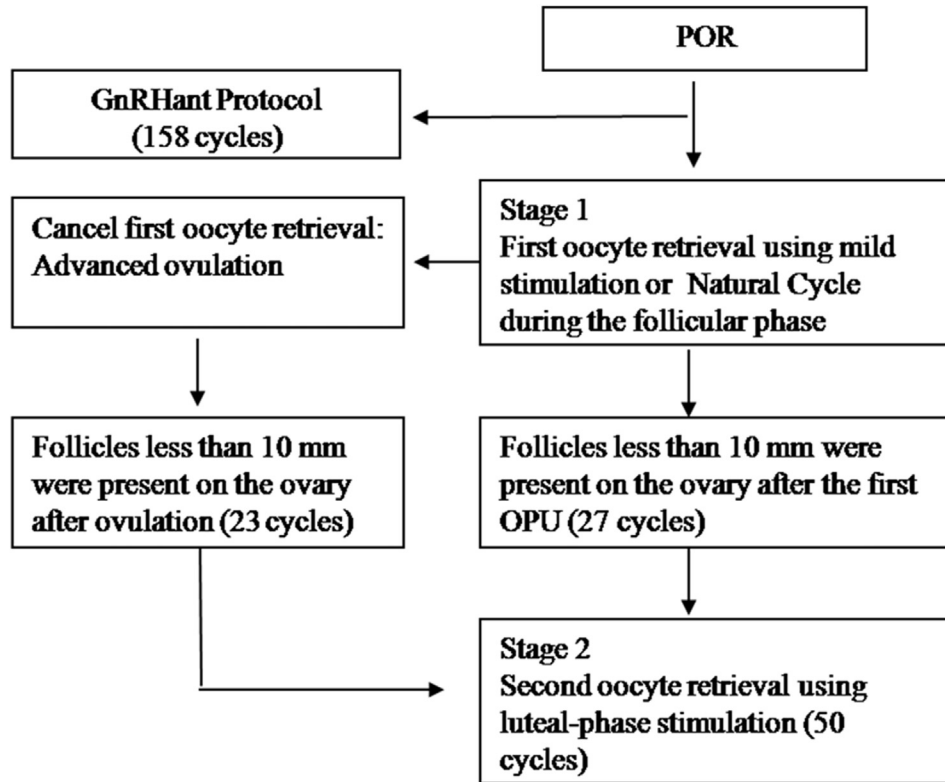 POR
GnRHant Protocol
(158 cycles)
Stage 1
First oocyte retrieval using mild
stimulation or Natural Cycle
during the follicular phase
Cancel first oocyte retrieval:
Advanced ovulation
Follicles less than 10 mm
were present on the ovary
after ovulation (23 cycles)
Follicles less than 10 mm were
present on the ovary after the first
OPU (27 cycles)
Stage 2
Second oocyte retrieval using
luteal-phase stimulation (50
cycles)